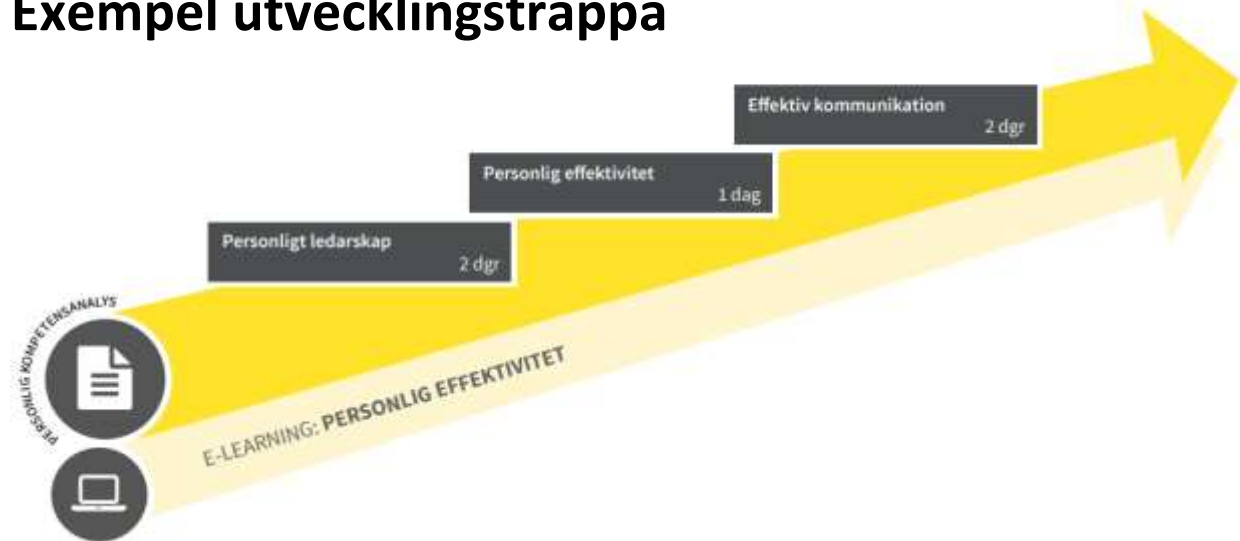 Exempel utvecklingstrappa
Effektiv kommunikation
2 dgr
Personlig effektivitet
1 dag
Personligt ledarskap
2 dgr
PERSONLIG KOMPETENSANALYS
E-LEARNING: PERSONLIG EFFEKTIVITET